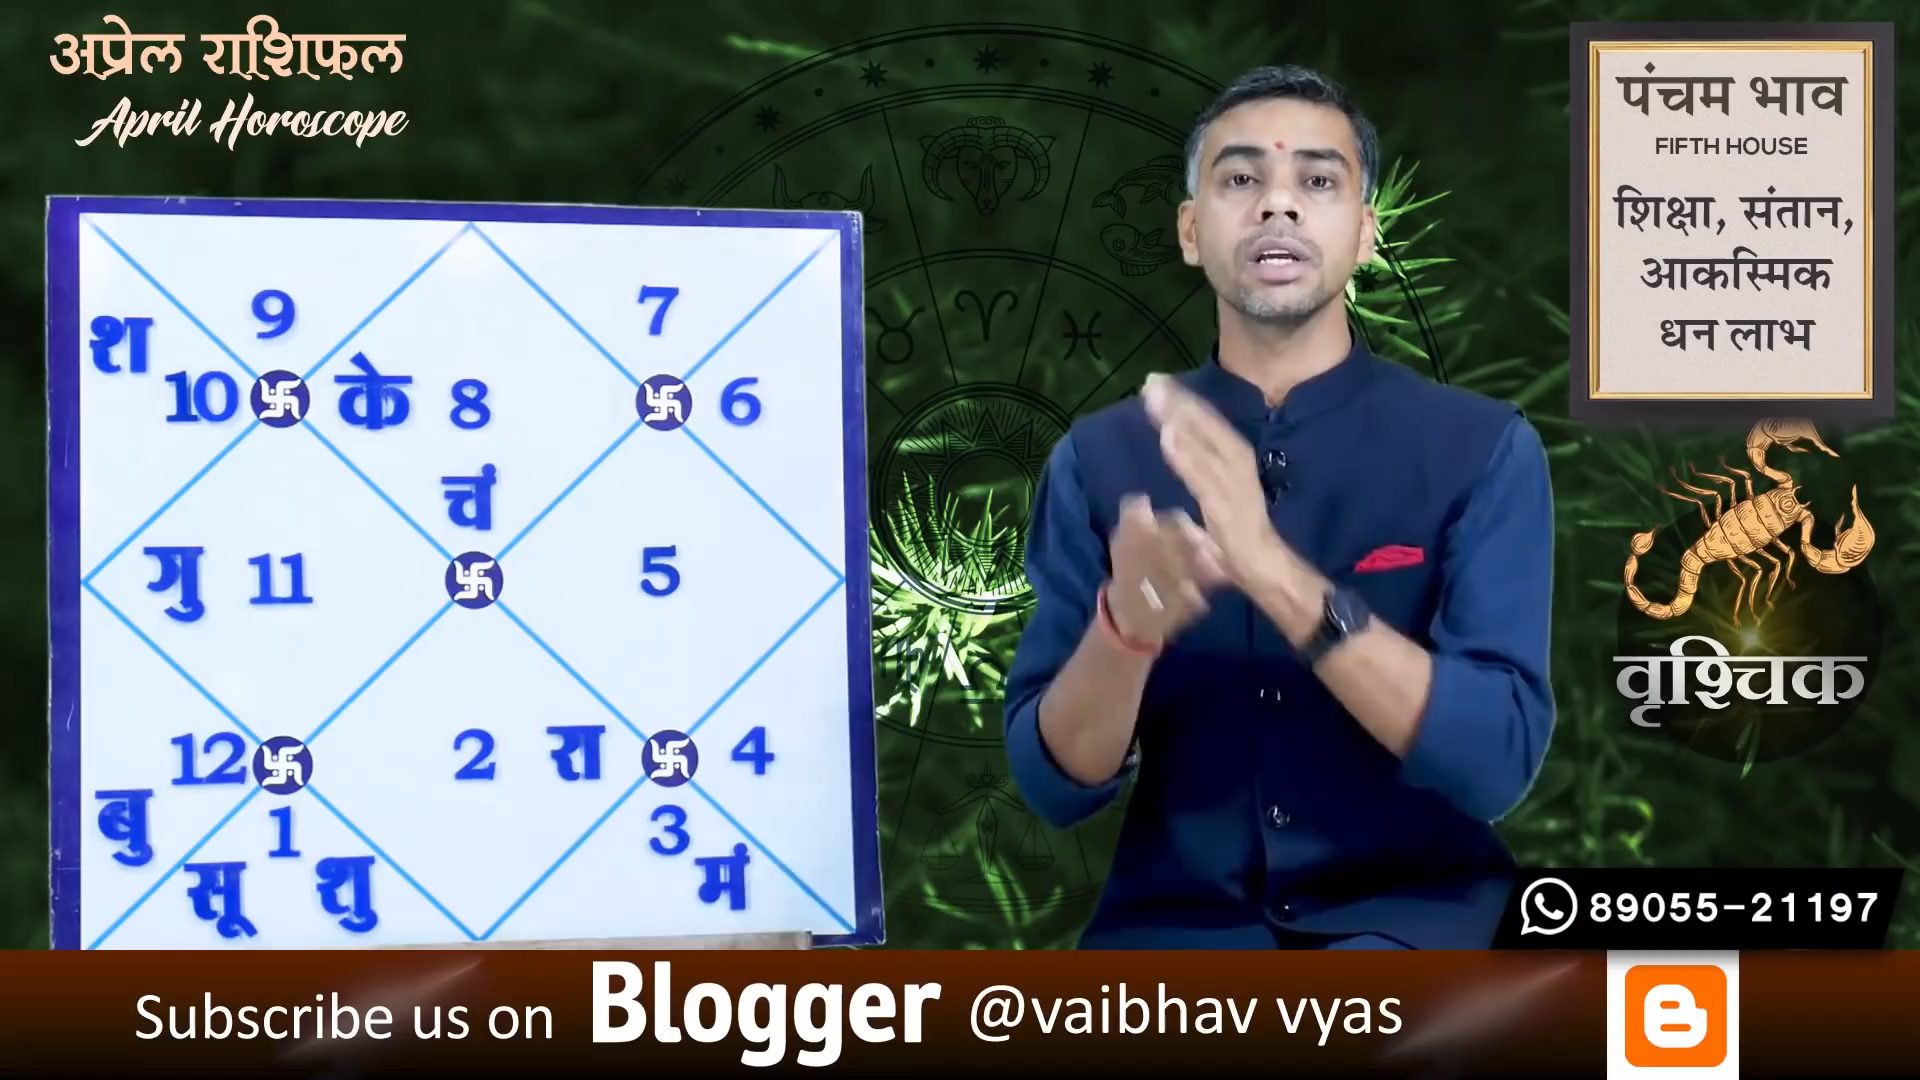 अप्रेल राशिफल
April Horoscope
पंचम भाव
FIFTH HOUSE
शिक्षा, संतान,
आकस्मिक
धन लाभ
9
7
श
10
के
8
6
चं
गु
11
5
12
2
रा
4
बु
1
3
सू
शु
मं
वृश्चिक
89055-21197
Subscribe us on Blogger @vaibhav vyas